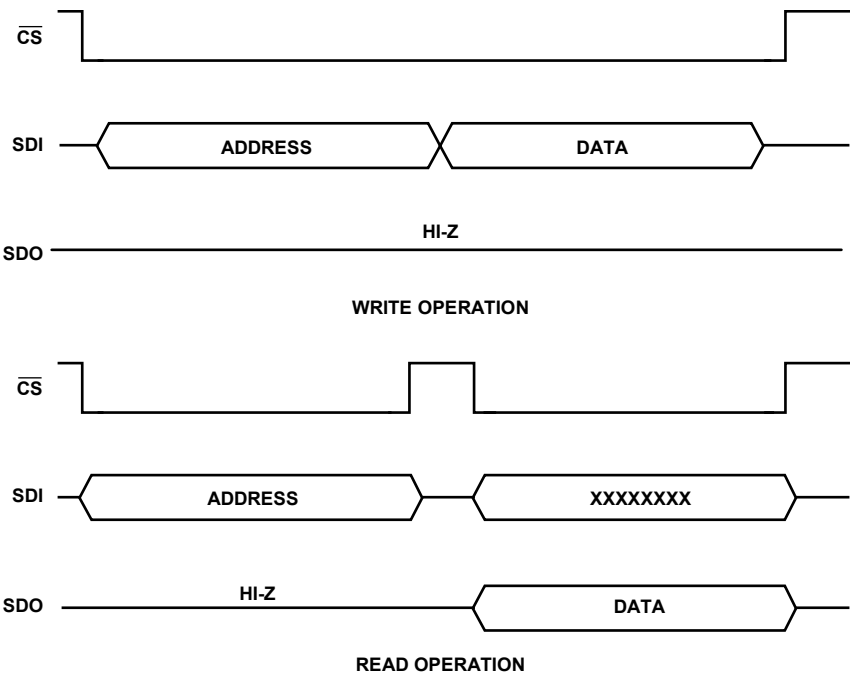 CS
SDI
ADDRESS
DATA
HI-Z
SDO
WRITE OPERATION
CS
SDI
ADDRESS
XXXXXXXX
HI-Z
SDO
DATA
READ OPERATION